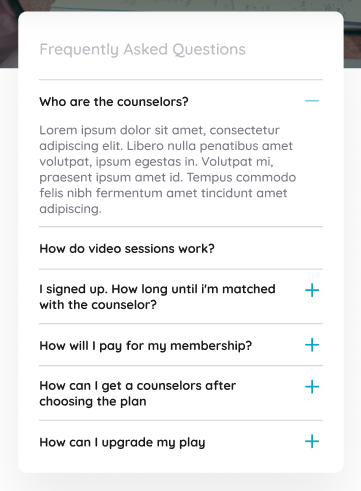 Frequently Asked Questions
Who are the counselors?
Lorem ipsum dolor sit amet, consectetur
adipiscing elit. Libero nulla penatibus amet
volutpat, ipsum egestas in. Volutpat mi,
praesent ipsum amet id. Tempus commodo
felis nibh fermentum amet tincidunt amet
adipiscing.
How do video sessions work?
I signed up. How long until i'm matched
with the counselor?
How will I pay for my membership?
How can I get a counselors after
choosing the plan
How can I upgrade my play